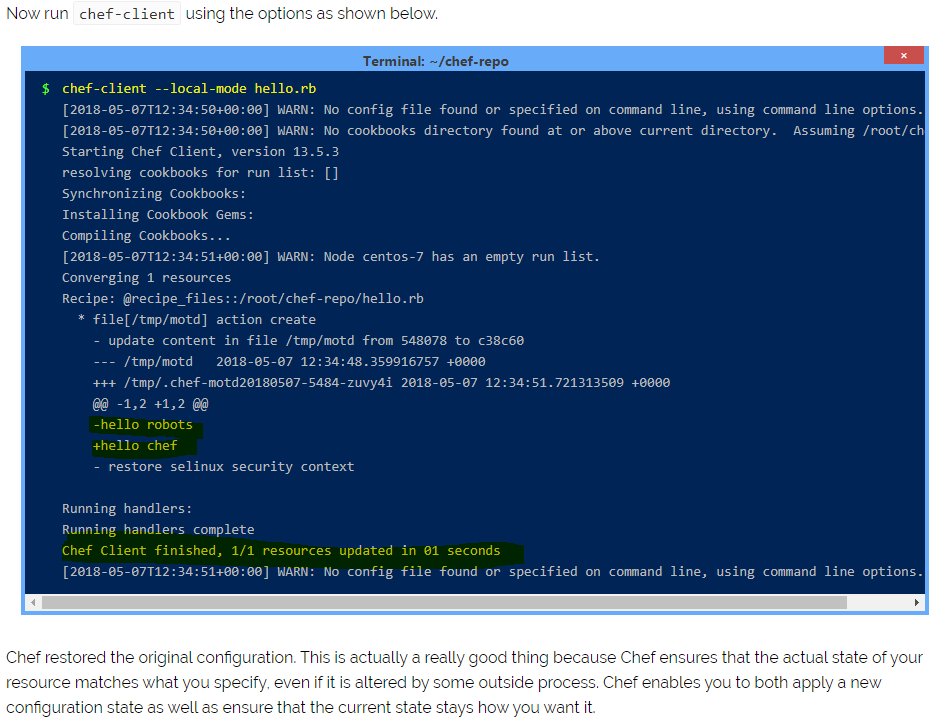 Now run chef-client using the options as shown below.
Terminal: ~/chef-repo
×
$ chef-client --local-mode hello.rb
[2018-05-07T12:34:50+00:00] WARN: No config file found or specified on command line, using command line options.
[2018-05-07T12:34:50+00:00] WARN: No cookbooks directory found at or above current directory.  Assuming /root/ch
Starting Chef Client, version 13.5.3
resolving cookbooks for run list: []
Synchronizing Cookbooks:
Installing Cookbook Gems:
Compiling Cookbooks...
[2018-05-07T12:34:51+00:00] WARN: Node centos-7 has an empty run list.
Converging 1 resources
Recipe: @recipe_files::/root/chef-repo/hello.rb
  * file[/tmp/motd] action create
    - update content in file /tmp/motd from 548078 to c38c60
    --- /tmp/motd   2018-05-07 12:34:48.359916757 +0000
    +++ /tmp/.chef-motd20180507-5484-zuvy4i 2018-05-07 12:34:51.721313509 +0000
    @@ -1,2 +1,2 @@
    -hello robots
    +hello chef
    - restore selinux security context
Running handlers:
Running handlers complete
Chef Client finished, 1/1 resources updated in 01 seconds
[2018-05-07T12:34:51+00:00] WARN: No config file found or specified on command line, using command line options.
Chef restored the original configuration. This is actually a really good thing because Chef ensures that the actual state of your
resource matches what you specify, even if it is altered by some outside process. Chef enables you to both apply a new
configuration state as well as ensure that the current state stays how you want it.